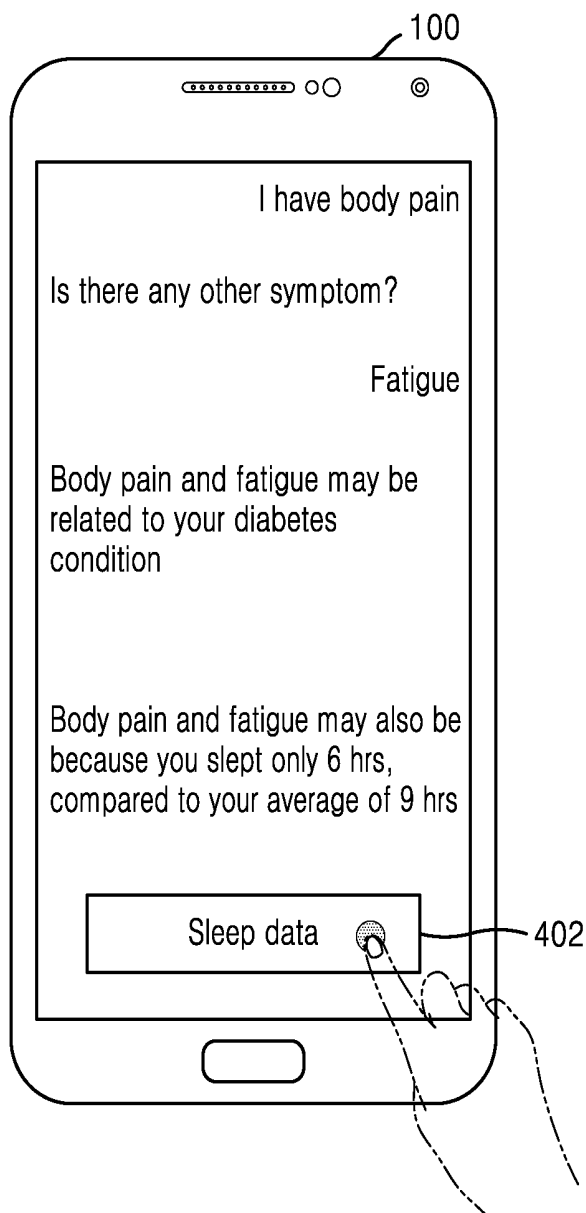 100
I have body pain
Is there any other symptom?
Fatigue
Body pain and fatigue may be
related to your diabetes
condition
Body pain and fatigue may also be
because you slept only 6 hrs,
compared to your average of 9 hrs
Sleep data
402